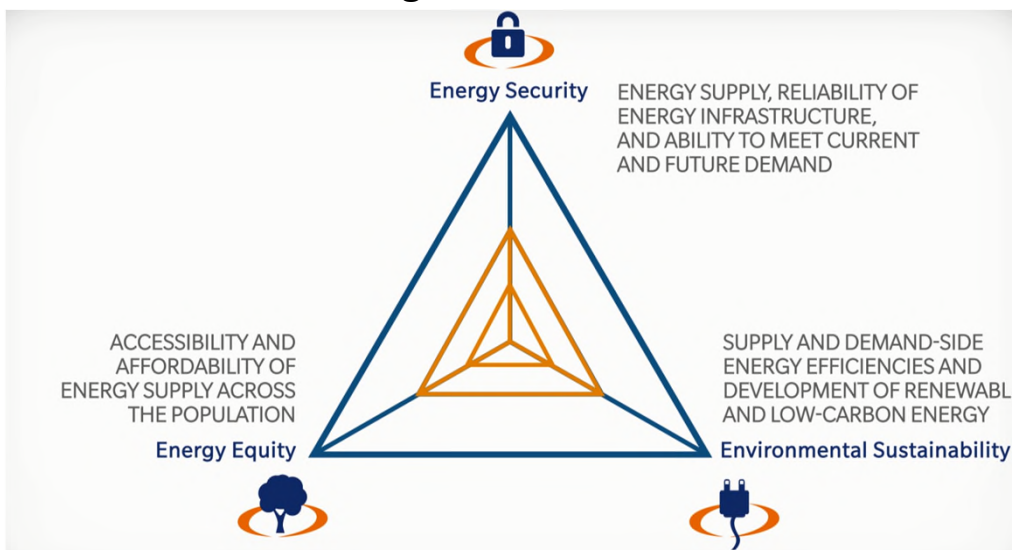 Energy Security
ENERGY SUPPLY, RELIABILITY OF
ENERGY INFRASTRUCTURE,
AND ABILITY TO MEET CURRENT
AND FUTURE DEMAND
ACCESSIBILITY AND
AFFORDABILITY OF
ENERGY SUPPLY ACROSS
THE POPULATION
Energy Equity
SUPPLY AND DEMAND-SIDE
ENERGY EFFICIENCIES AND
DEVELOPMENT OF RENEWABL
AND LOW-CARBON ENERGY
Environmental Sustainability